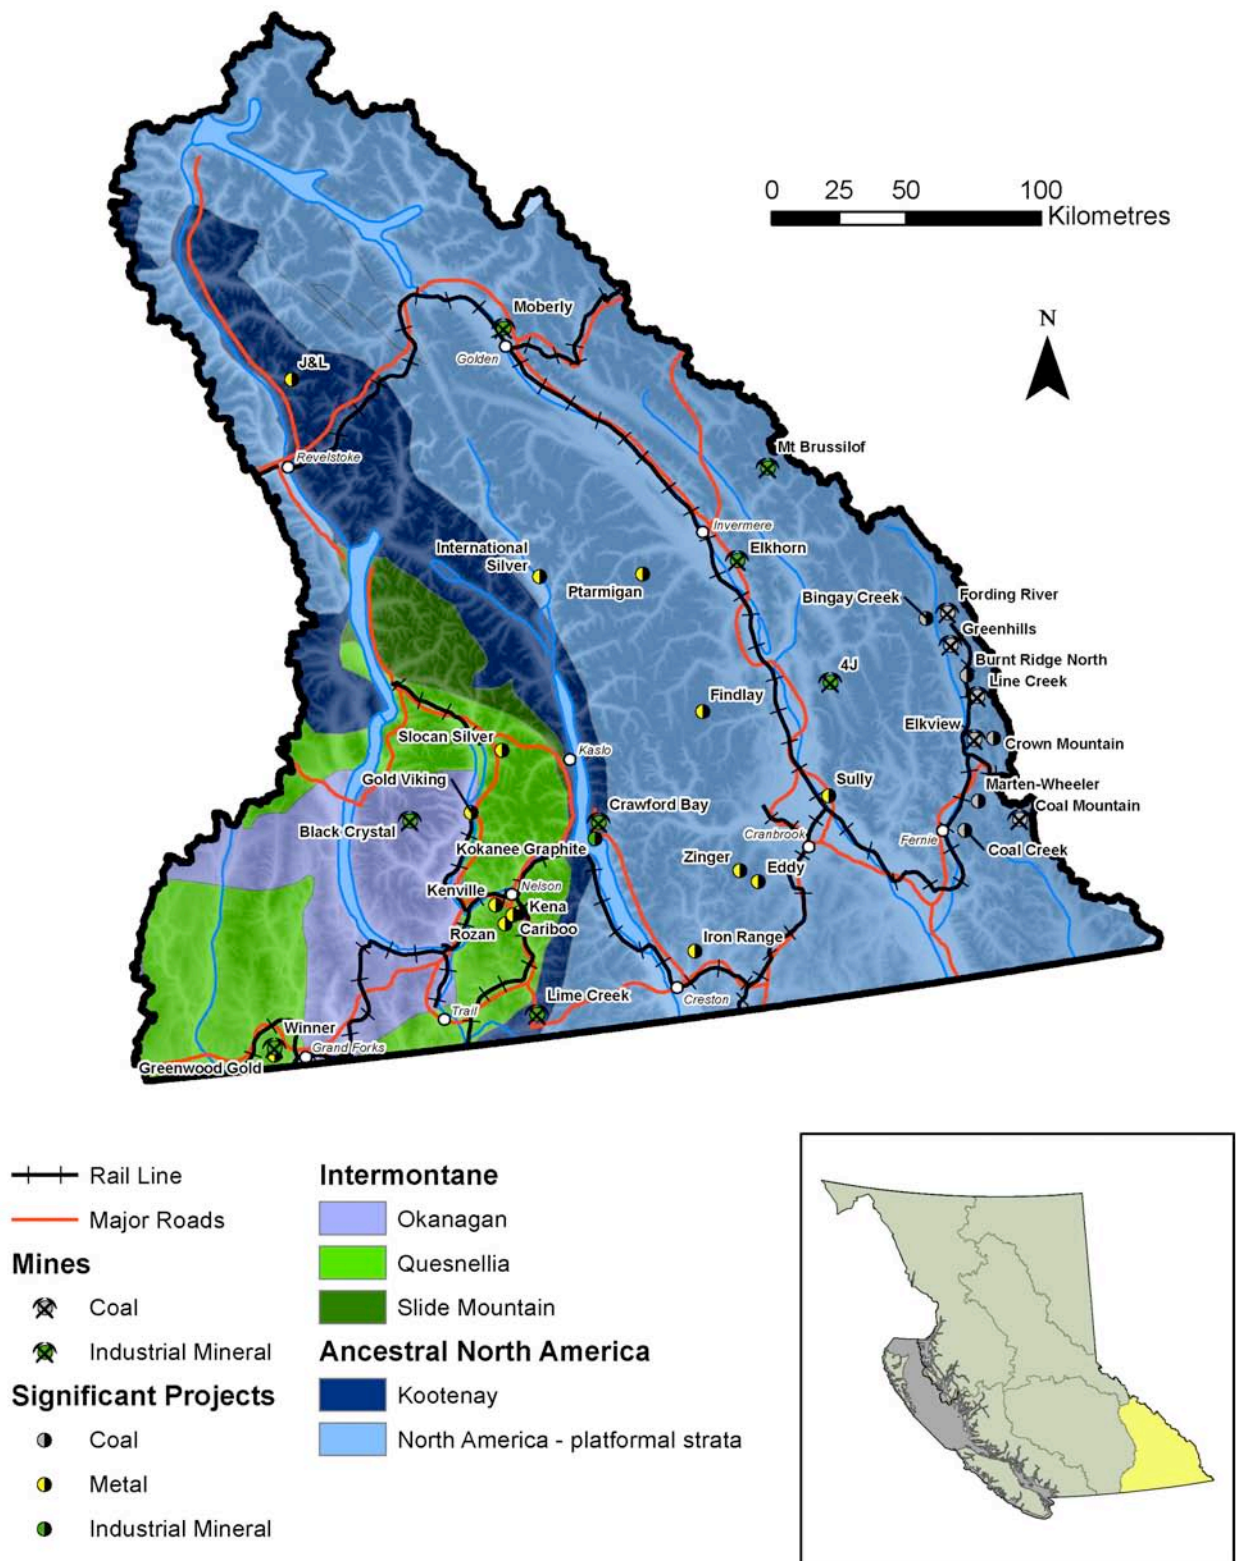 0 25 50 100
Kilometres
N
Moberly
Golden
J&L
Revelstoke
Mt Brussilof
Invermere
International
Silver
Elkhorn
Ptarmigan
Bingay Creek
Fording River
Greenhills
Burnt Ridge North
Line Creek
4J
Findlay
Elkview
Crown Mountain
Slocan Silver
Kaslo
Gold Viking
Sully
Marten-Wheeler
Coal Mountain
Crawford Bay
Black Crystal
Cranbrook
Fernie
Coal Creek
Kokanee Graphite
Zinger
Eddy
Kenville
Nelson
Kena
Rozan
Cariboo
Iron Range
Lime Creek
Creston
Trail
Winner
Grand Forks
Greenwood Gold
Rail Line
Major Roads
Mines
Coal
Industrial Mineral
Significant Projects
Coal
Metal
Industrial Mineral
Intermontane
Okanagan
Quesnellia
Slide Mountain
Ancestral North America
Kootenay
North America - platformal strata